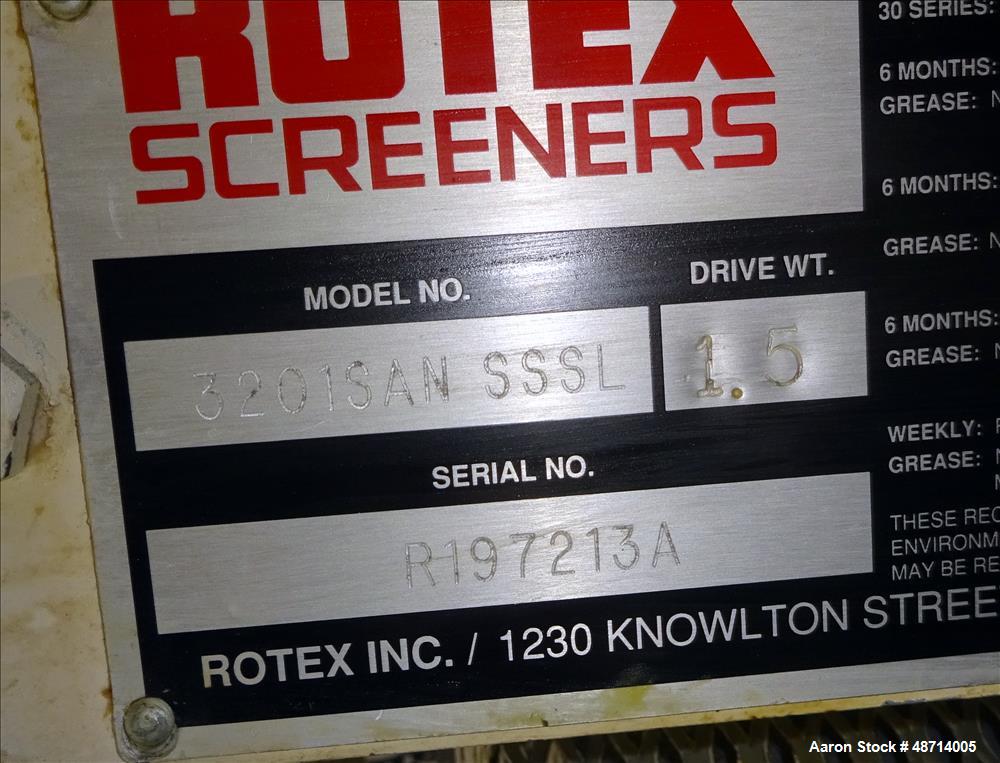 ROTEX
SCREENERS
MODEL NO.
DRIVE WT.
3201SAN SSSL
1.5
SERIAL NO.
R197213A
ROTEX INC. / 1230 KNOWLTON STREE
30 SERIES:
6 MONTHS:
GREASE: N
6 MONTHS:
GREASE: N
6 MONTHS:
GREASE: N
WEEKLY:
GREASE:
THESE REC
ENVIRONM
MAY BE RE
Aaron Stock # 48714005